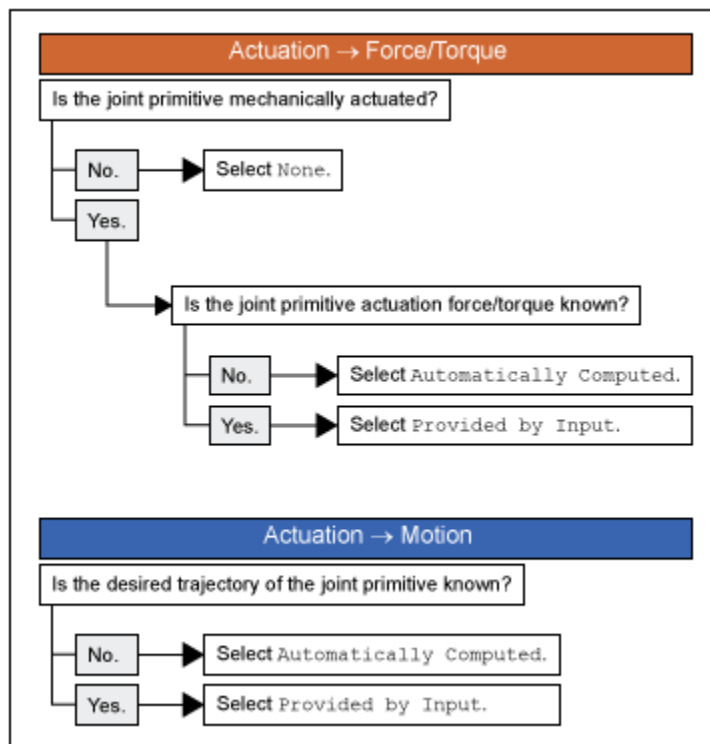 Actuation → Force/Torque
Is the joint primitive mechanically actuated?
No.
Select None.
Yes.
Is the joint primitive actuation force/torque known?
No.
Select Automatically Computed.
Yes.
Select Provided by Input.
Actuation → Motion
Is the desired trajectory of the joint primitive known?
No.
Select Automatically Computed.
Yes.
Select Provided by Input.